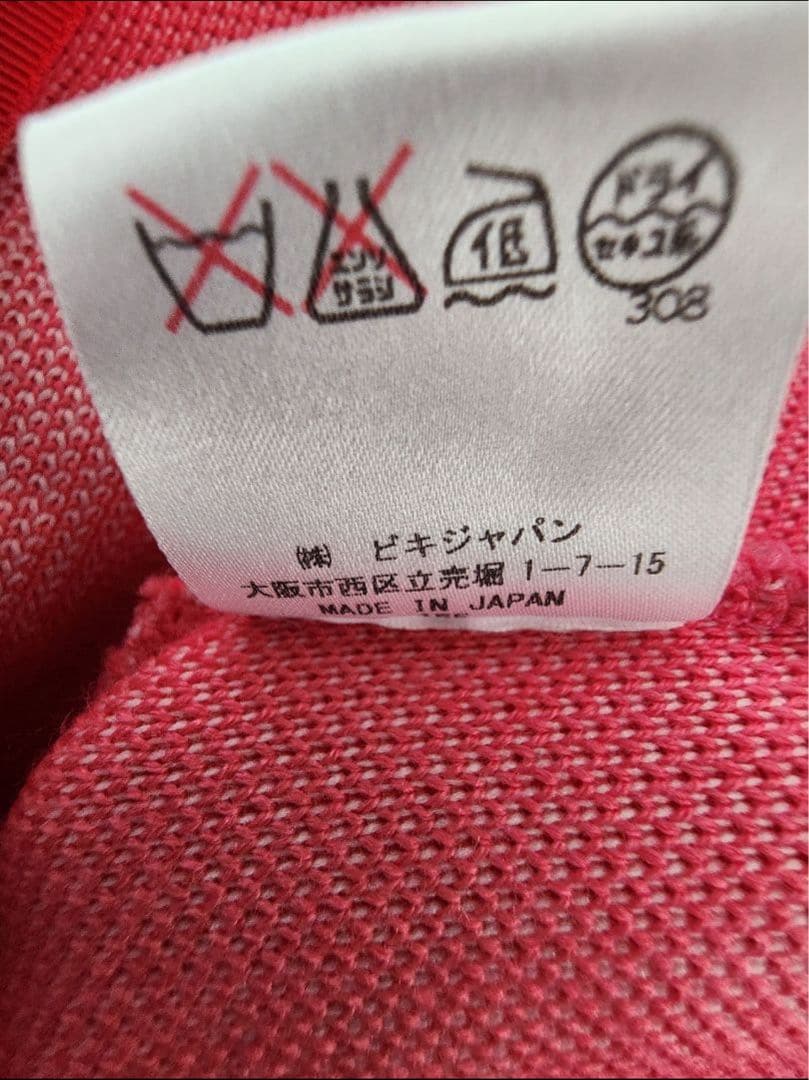 エンソ
サラシ
低
ドライ
セキユ系
308
㈱ ビキジャパン
大阪市西区立売堀 1-7-15
MADE IN JAPAN